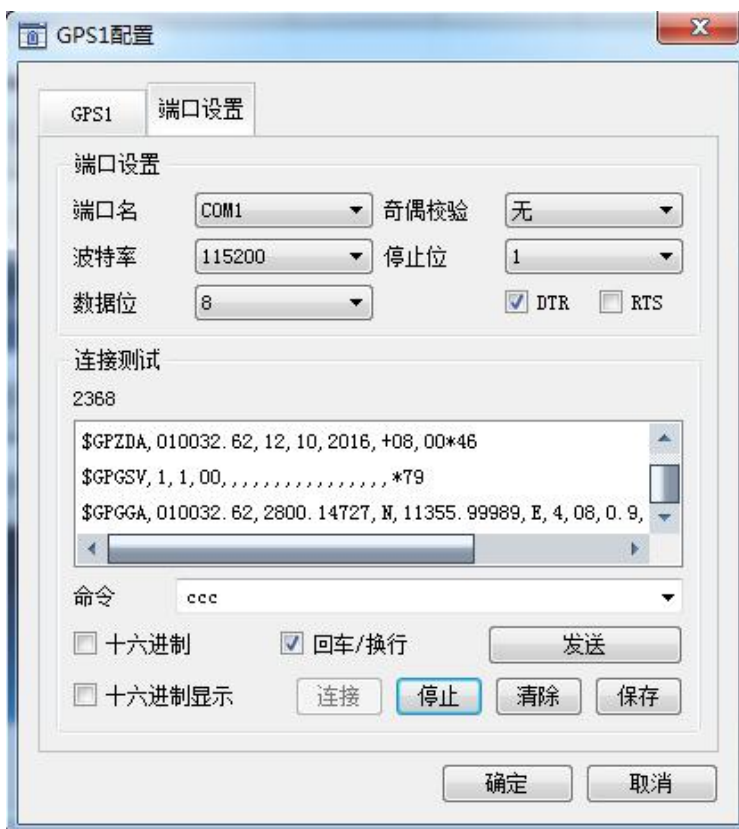 GPS1配置
GPS1 端口设置
端口设置
端口名 COM1 奇偶校验 无
波特率 115200 停止位 1
数据位 8 DTR RTS
连接测试
2368
$GPZDA,010032.62,12,10,2016,+08,00*46
$GPGSV,1,1,00,,,,,,,,,,,,,,,,*79
$GPGGA,010032.62,2800.14727,N,11355.99989,E,4,08,0.9,
命令 ccc
十六进制 回车/换行 发送
十六进制显示 连接 停止 清除 保存
确定 取消